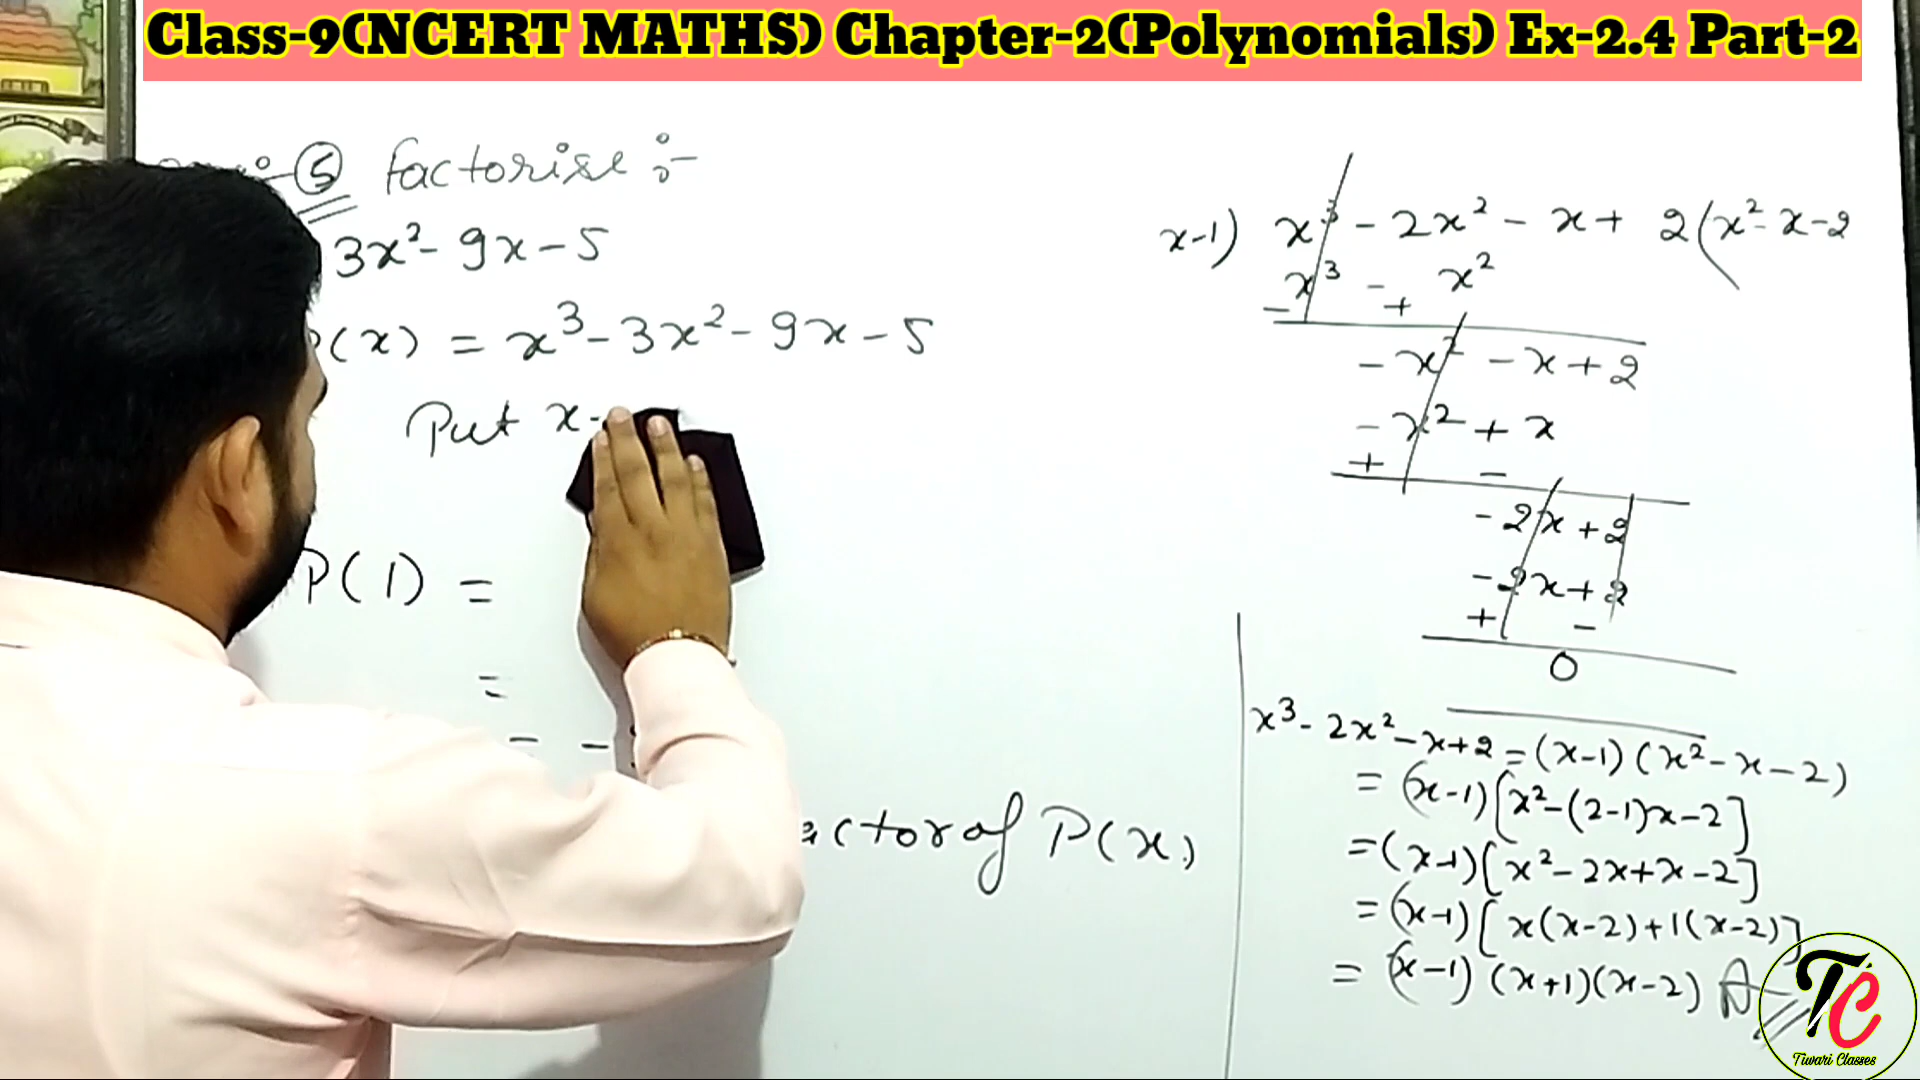 Class-9(NCERT MATHS) Chapter-2(Polynomials) Ex-2.4 Part-2
⑤ factorise :-
3x² - 9x - 5
P(x) = x³ - 3x² - 9x - 5
Put x
P(1) =
=
= -
actor of P(x)
x-1) x³ - 2x² - x + 2 (x² - x - 2
x³ - x²
- +
- x² - x + 2
- x² + x
+ -
- 2x + 2
- 2x + 2
+ -
0
x³ - 2x² - x + 2 = (x-1) (x² - x - 2)
= (x-1) [x² - (2-1)x - 2]
= (x-1) [x² - 2x + x - 2]
= (x-1) [x(x-2) + 1(x-2)]
= (x-1) (x+1) (x-2)
TC
Tiwari Classes